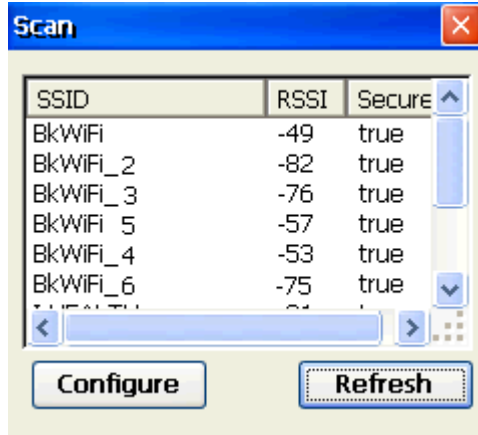 Scan
SSID RSSI Secure
BkWiFi -49 true
BkWiFi_2 -82 true
BkWiFi_3 -76 true
BkWiFi 5 -57 true
BkWiFi_4 -53 true
BkWiFi_6 -75 true
Configure Refresh